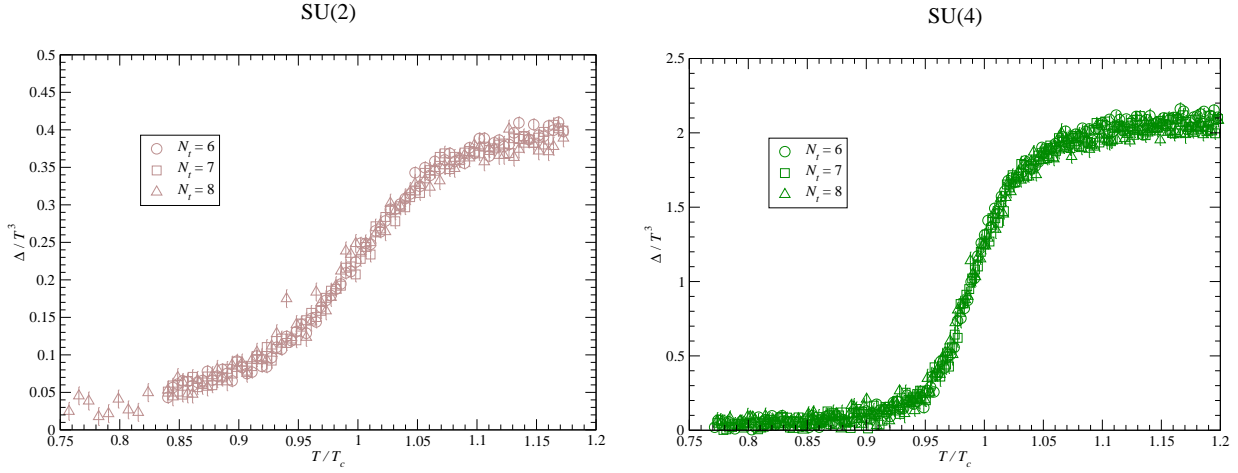 SU(2)
0.5
0.45
0.4
0.35
0.3
0.25
0.2
0.15
0.1
0.05
0
Δ / T³
N_t = 6
N_t = 7
N_t = 8
0.75 0.8 0.85 0.9 0.95 1 1.05 1.1 1.15 1.2
T / T_c
SU(4)
2.5
2
1.5
1
0.5
0
Δ / T³
N_t = 6
N_t = 7
N_t = 8
0.75 0.8 0.85 0.9 0.95 1 1.05 1.1 1.15 1.2
T / T_c